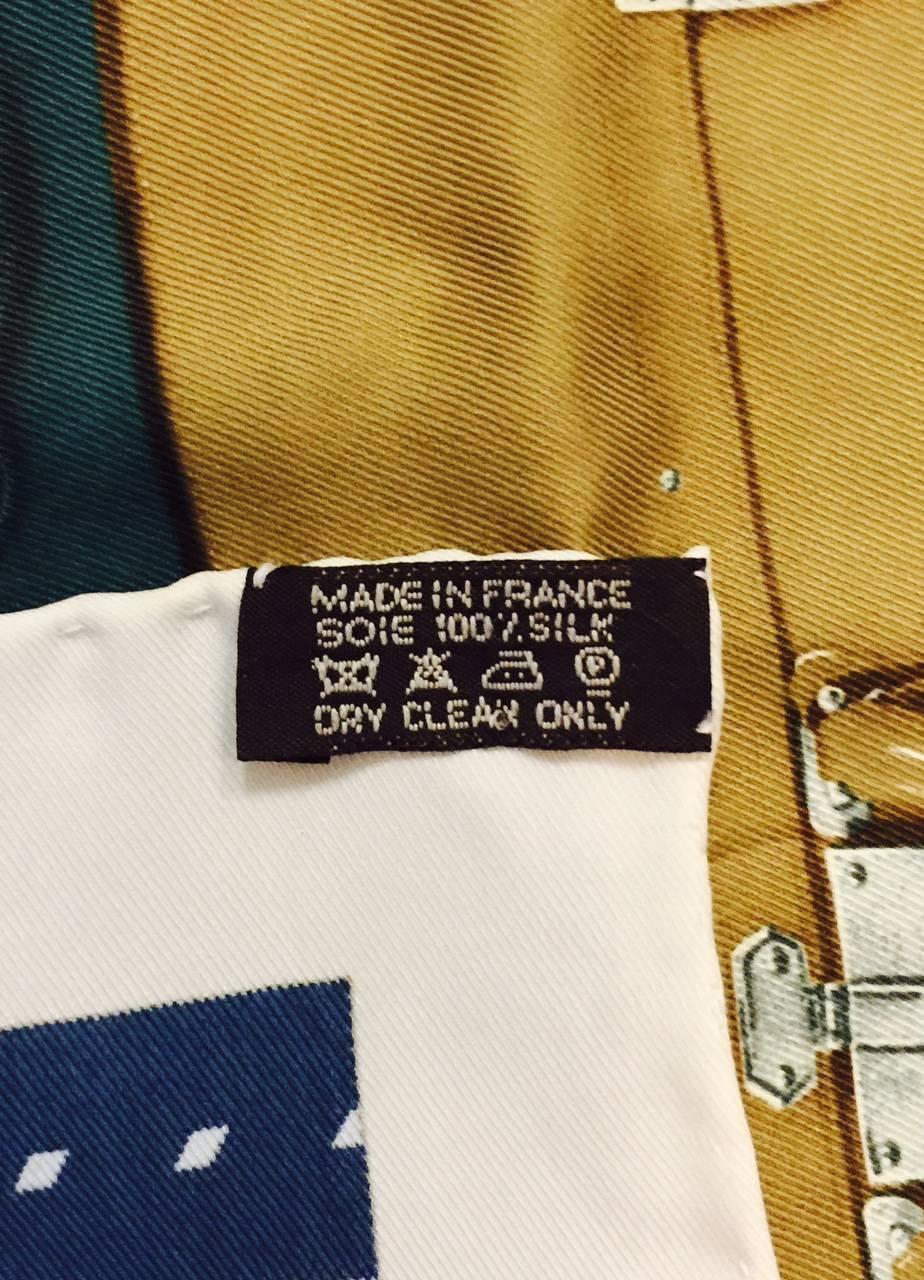 MADE IN FRANCE
SOIE 100% SILK
P
DRY CLEAN ONLY